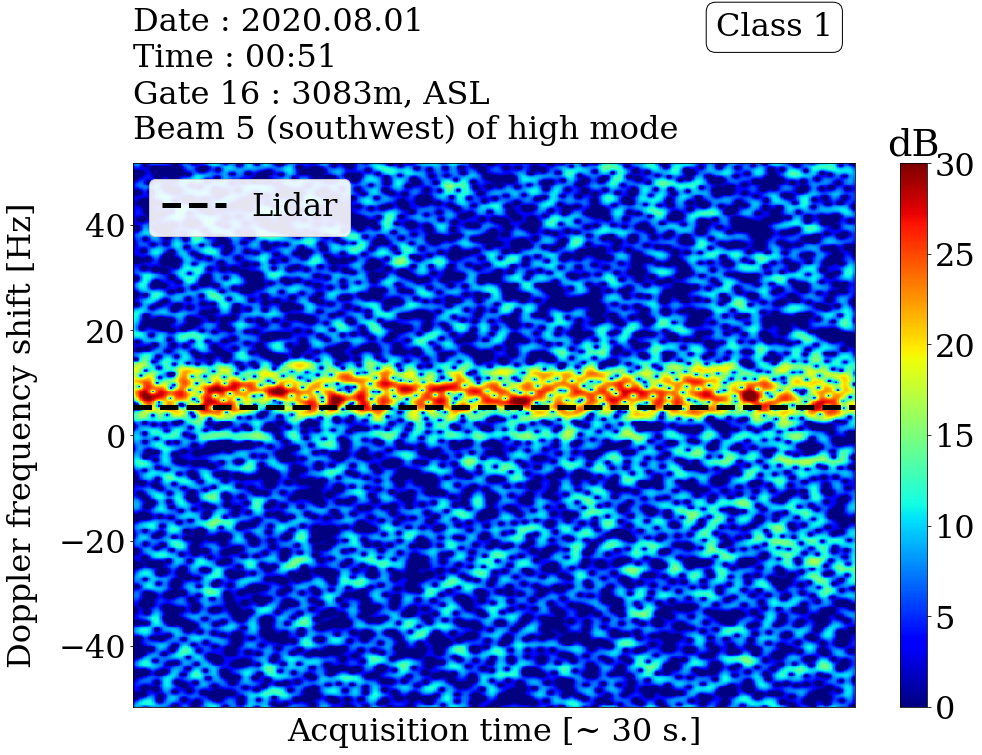 Date : 2020.08.01
Time : 00:51
Gate 16 : 3083m, ASL
Beam 5 (southwest) of high mode
Class 1
dB
Lidar
Doppler frequency shift [Hz]
40
20
0
−20
−40
30
25
20
15
10
5
0
Acquisition time [~ 30 s.]